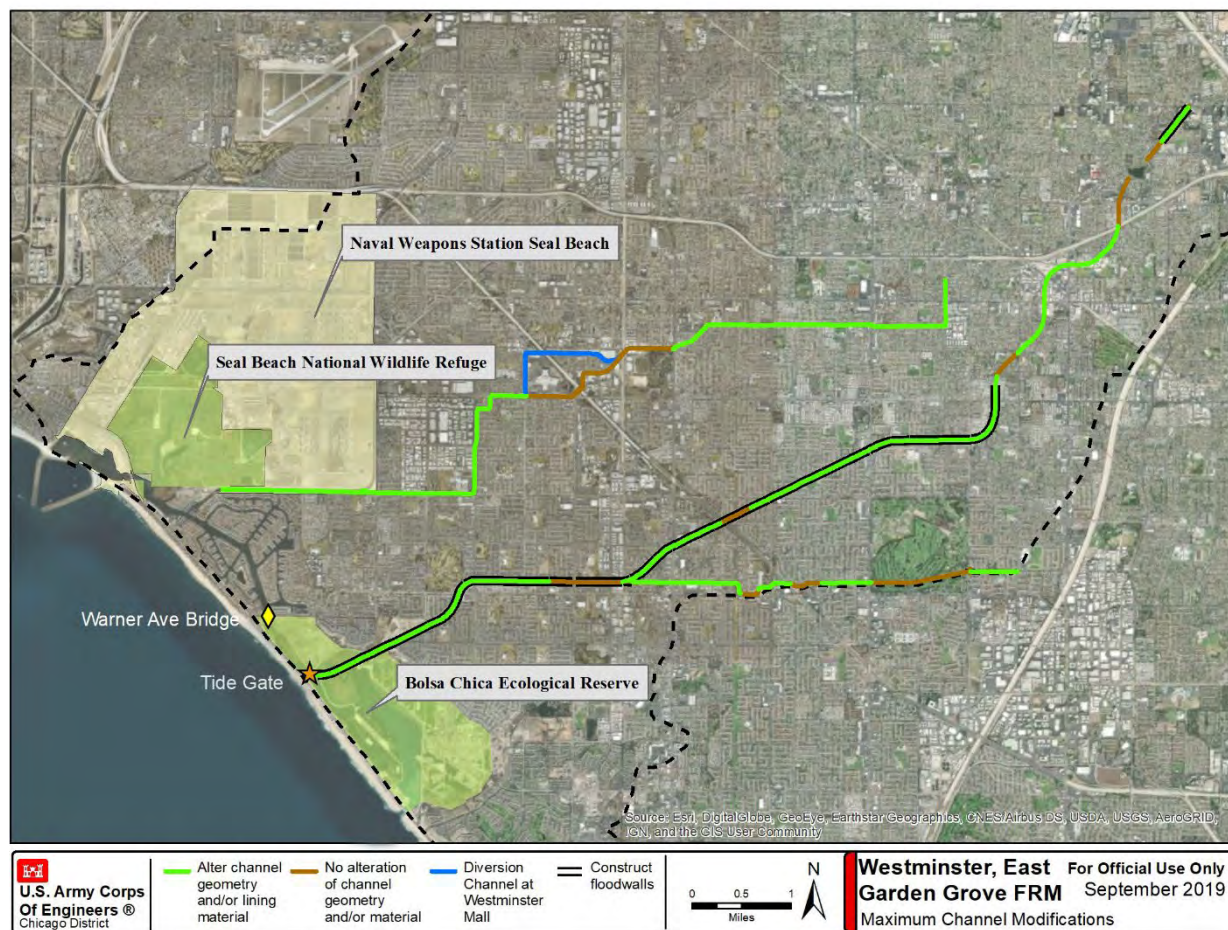 Naval Weapons Station Seal Beach
Seal Beach National Wildlife Refuge
Warner Ave Bridge
Tide Gate
Bolsa Chica Ecological Reserve
Source: Esri, DigitalGlobe, GeoEye, Earthstar Geographics, CNES/Airbus DS, USDA, USGS, AeroGRID,
IGN, and the GIS User Community
U.S. Army Corps
Of Engineers ®
Chicago District
Alter channel
geometry
and/or lining
material
No alteration
of channel
geometry
and/or material
Diversion
Channel at
Westminster
Mall
Construct
floodwalls
0 0.5 1
Miles
N
Westminster, East
Garden Grove FRM
Maximum Channel Modifications
For Official Use Only
September 2019